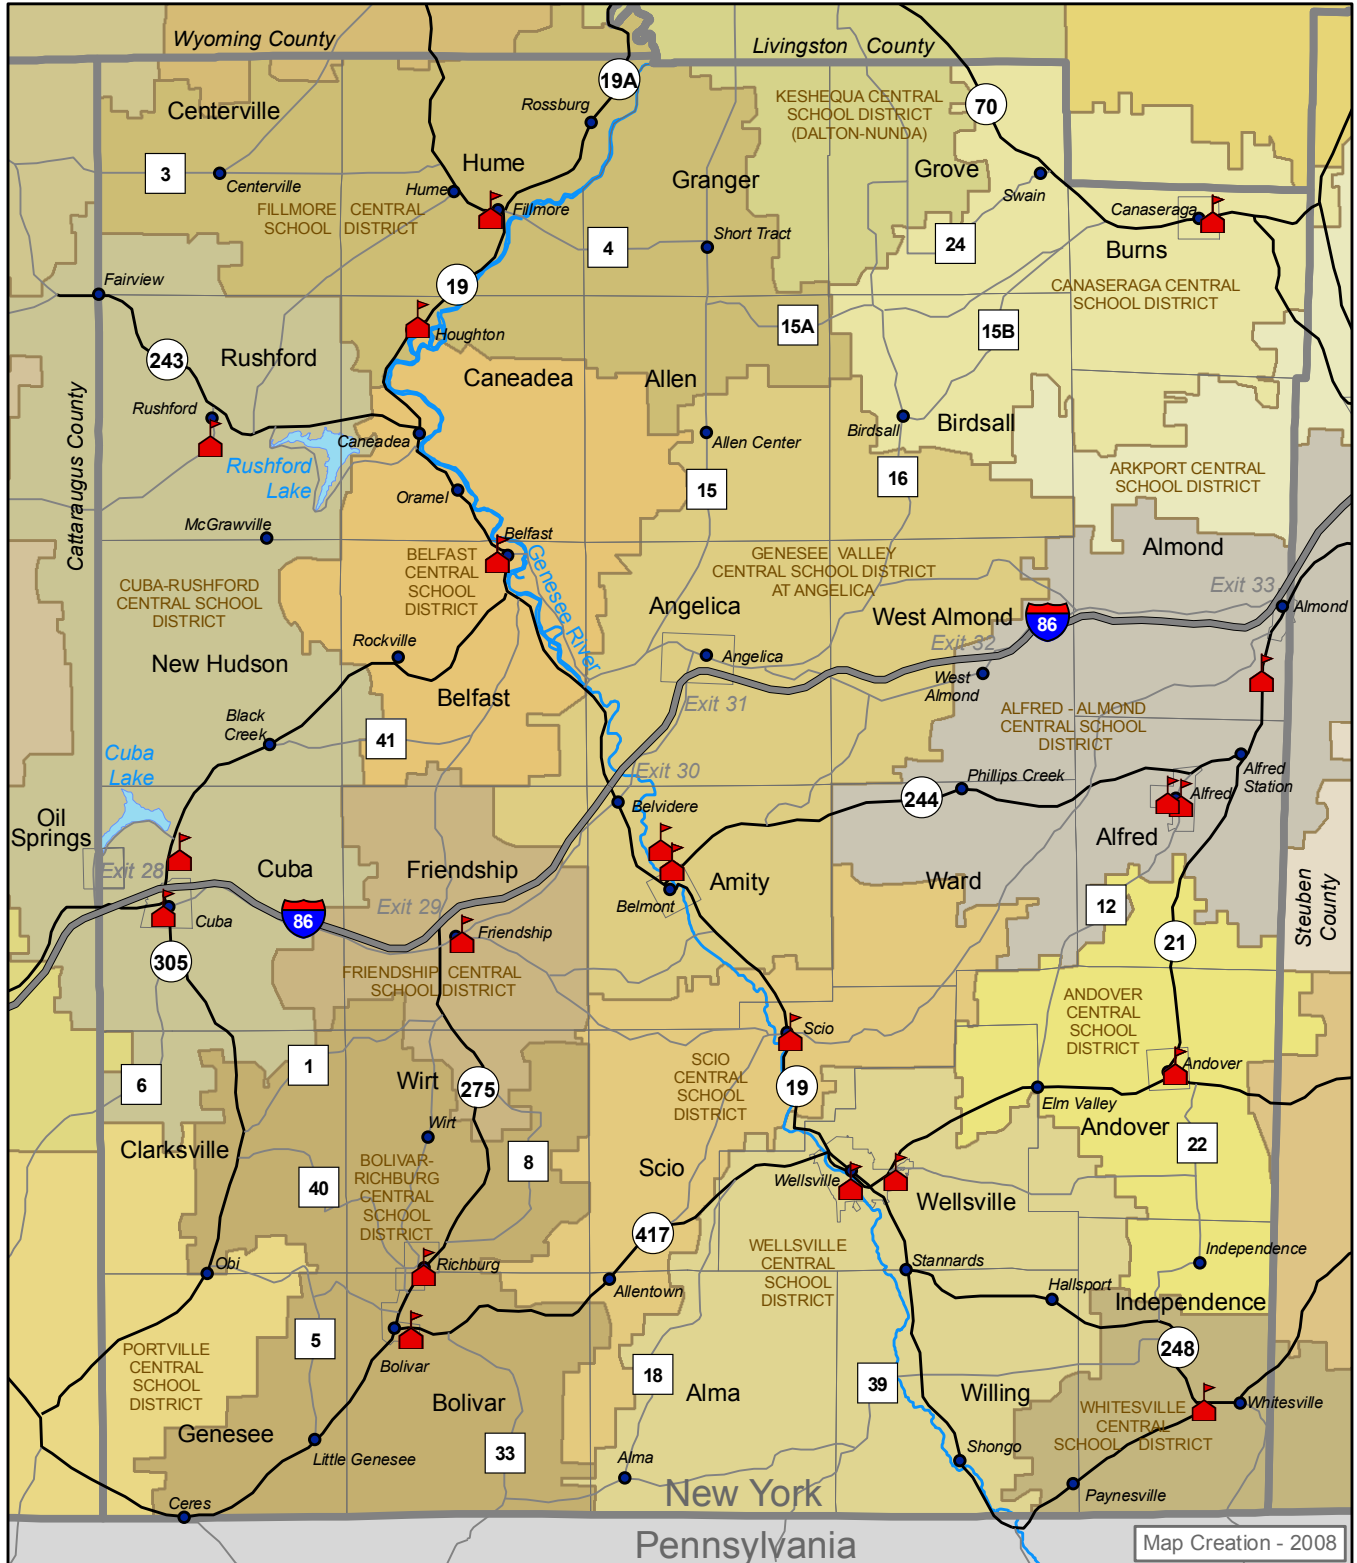 Wyoming County
Livingston County
19A
Rossburg
KESHEQUA CENTRAL
SCHOOL DISTRICT
(DALTON-NUNDA)
70
Centerville
3
Centerville
Hume
Hume
Fillmore
FILLMORE CENTRAL
SCHOOL DISTRICT
Granger
Grove
Swain
Canaseraga
4
Short Tract
24
Burns
CANASERAGA CENTRAL
SCHOOL DISTRICT
Fairview
19
Houghton
15A
15B
243
Rushford
Caneadea
Allen
Cattaraugus County
Rushford
Caneadea
Allen Center
Birdsall
Birdsall
Rushford
Lake
Oramel
15
16
ARKPORT CENTRAL
SCHOOL DISTRICT
McGrawville
Belfast
Genesee River
Almond
CUBA-RUSHFORD
CENTRAL SCHOOL
DISTRICT
BELFAST
CENTRAL
SCHOOL
DISTRICT
GENESEE VALLEY
CENTRAL SCHOOL DISTRICT
AT ANGELICA
Exit 33
Almond
Angelica
West Almond
86
Exit 32
New Hudson
Rockville
Angelica
West
Almond
Belfast
Exit 31
ALFRED - ALMOND
CENTRAL SCHOOL
DISTRICT
Black
Creek
41
Cuba
Lake
Exit 30
Alfred
Station
Belvidere
244
Phillips Creek
Alfred
Oil
Springs
Alfred
Exit 28
Cuba
Friendship
Amity
Ward
Exit 29
Belmont
12
Steuben
County
Cuba
86
Friendship
21
305
FRIENDSHIP CENTRAL
SCHOOL DISTRICT
ANDOVER
CENTRAL
SCHOOL
DISTRICT
Scio
6
1
Wirt
275
SCIO
CENTRAL
SCHOOL
DISTRICT
19
Andover
Elm Valley
Andover
Clarksville
Wirt
22
BOLIVAR-
RICHBURG
CENTRAL
SCHOOL
DISTRICT
8
Scio
40
Wellsville
Wellsville
417
WELLSVILLE
CENTRAL
SCHOOL
DISTRICT
Obi
Richburg
Allentown
Stannards
Independence
Hallsport
Independence
5
Bolivar
PORTVILLE
CENTRAL
SCHOOL
DISTRICT
18
Alma
39
248
Bolivar
Willing
WHITESVILLE
CENTRAL
SCHOOL DISTRICT
Whitesville
Genesee
Little Genesee
33
Alma
Shongo
Paynesville
Ceres
New York
Pennsylvania
Map Creation - 2008